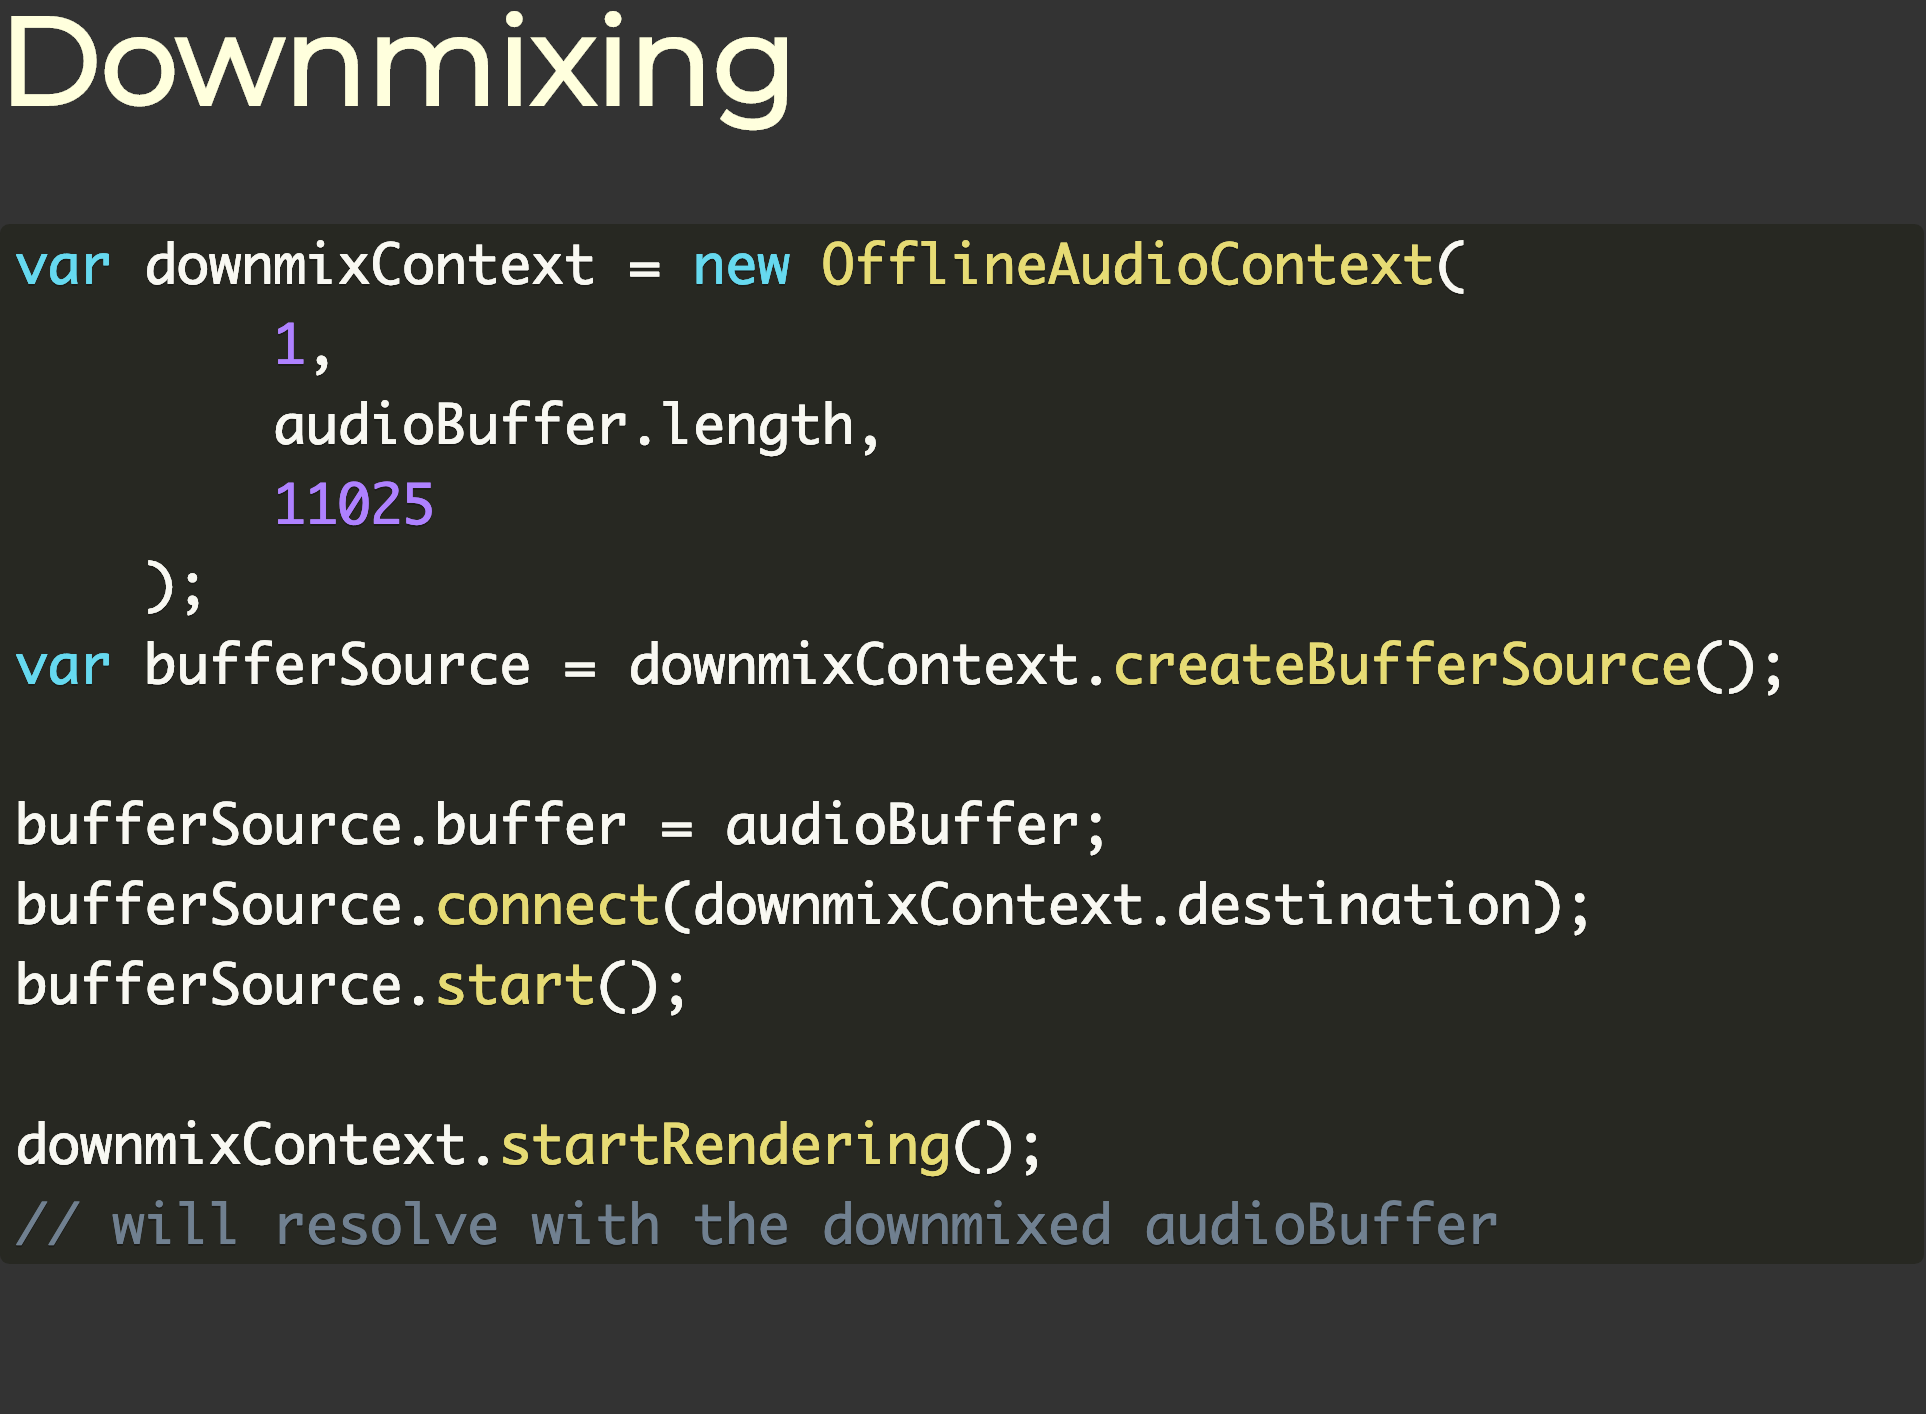 Downmixing
var downmixContext = new OfflineAudioContext(
        1,
        audioBuffer.length,
        11025
    );
var bufferSource = downmixContext.createBufferSource();
bufferSource.buffer = audioBuffer;
bufferSource.connect(downmixContext.destination);
bufferSource.start();
downmixContext.startRendering();
// will resolve with the downmixed audioBuffer